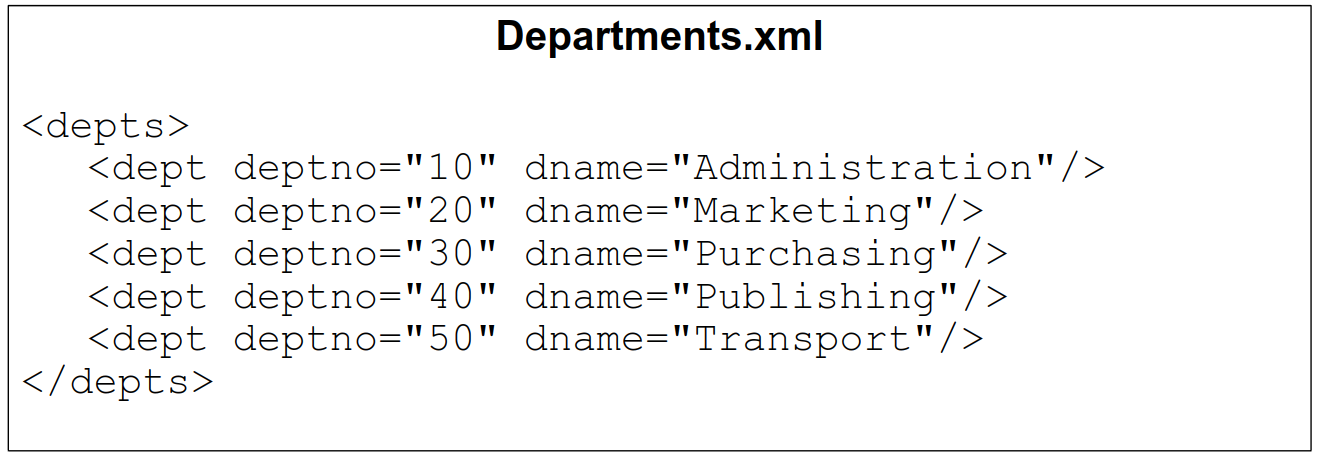 Departments.xml
<depts>
<dept deptno="10" dname="Administration"/>
<dept deptno="20" dname="Marketing"/>
<dept deptno="30" dname="Purchasing"/>
<dept deptno="40" dname="Publishing"/>
<dept deptno="50" dname="Transport"/>
</depts>